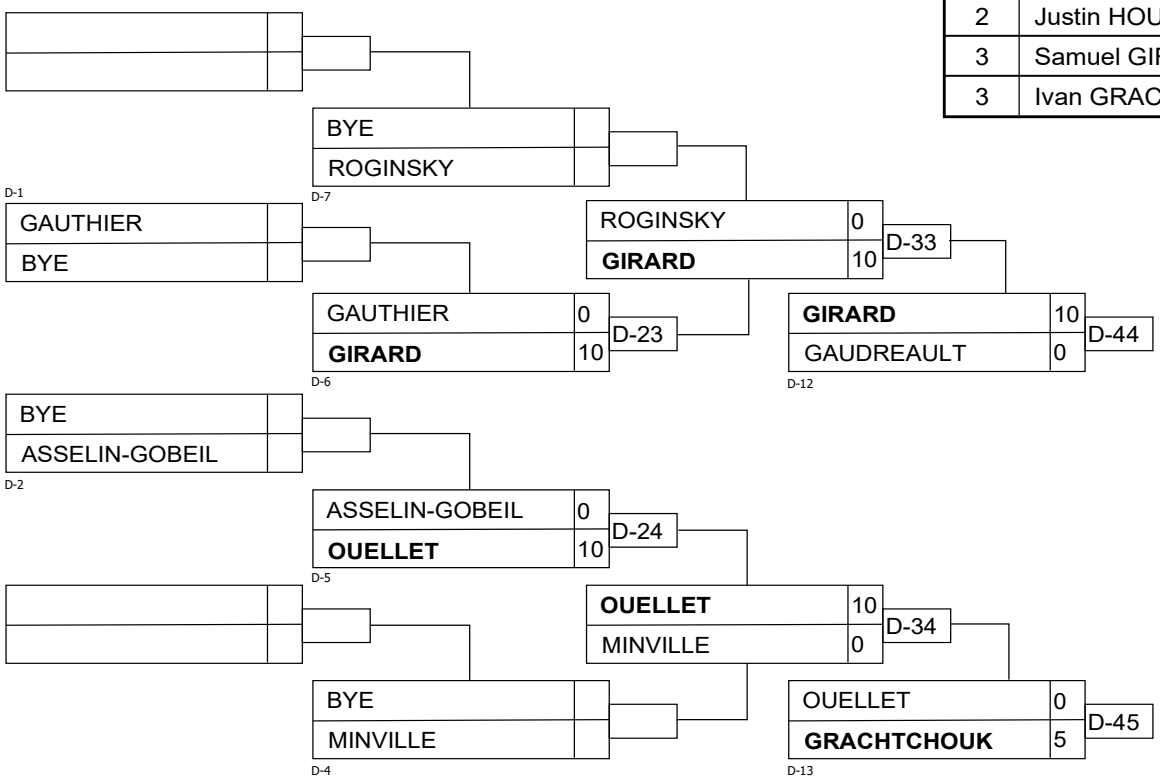 2 Justin HOU
3 Samuel GI
3 Ivan GRAC
BYE
ROGINSKY
D-1
D-7
GAUTHIER
BYE
ROGINSKY 0
GIRARD 10
D-33
GAUTHIER 0
GIRARD 10
D-23
GIRARD 10
GAUDREAULT 0
D-44
D-6
D-12
BYE
ASSELIN-GOBEIL
D-2
ASSELIN-GOBEIL 0
OUELLET 10
D-24
D-5
OUELLET 10
MINVILLE 0
D-34
BYE
MINVILLE
OUELLET 0
GRACHTCHOUK 5
D-45
D-4
D-13